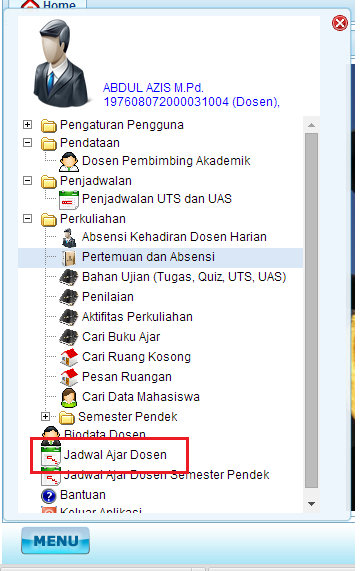 Home
ABDUL AZIS M.Pd.
197608072000031004 (Dosen),
Pengaturan Pengguna
Pendataan
Dosen Pembimbing Akademik
Penjadwalan
Penjadwalan UTS dan UAS
Perkuliahan
Absensi Kehadiran Dosen Harian
Pertemuan dan Absensi
Bahan Ujian (Tugas, Quiz, UTS, UAS)
Penilaian
Aktifitas Perkuliahan
Cari Buku Ajar
Cari Ruang Kosong
Pesan Ruangan
Cari Data Mahasiswa
Semester Pendek
Biodata Dosen
Jadwal Ajar Dosen
Jadwal Ajar Dosen Semester Pendek
Bantuan
Keluar Aplikasi
MENU